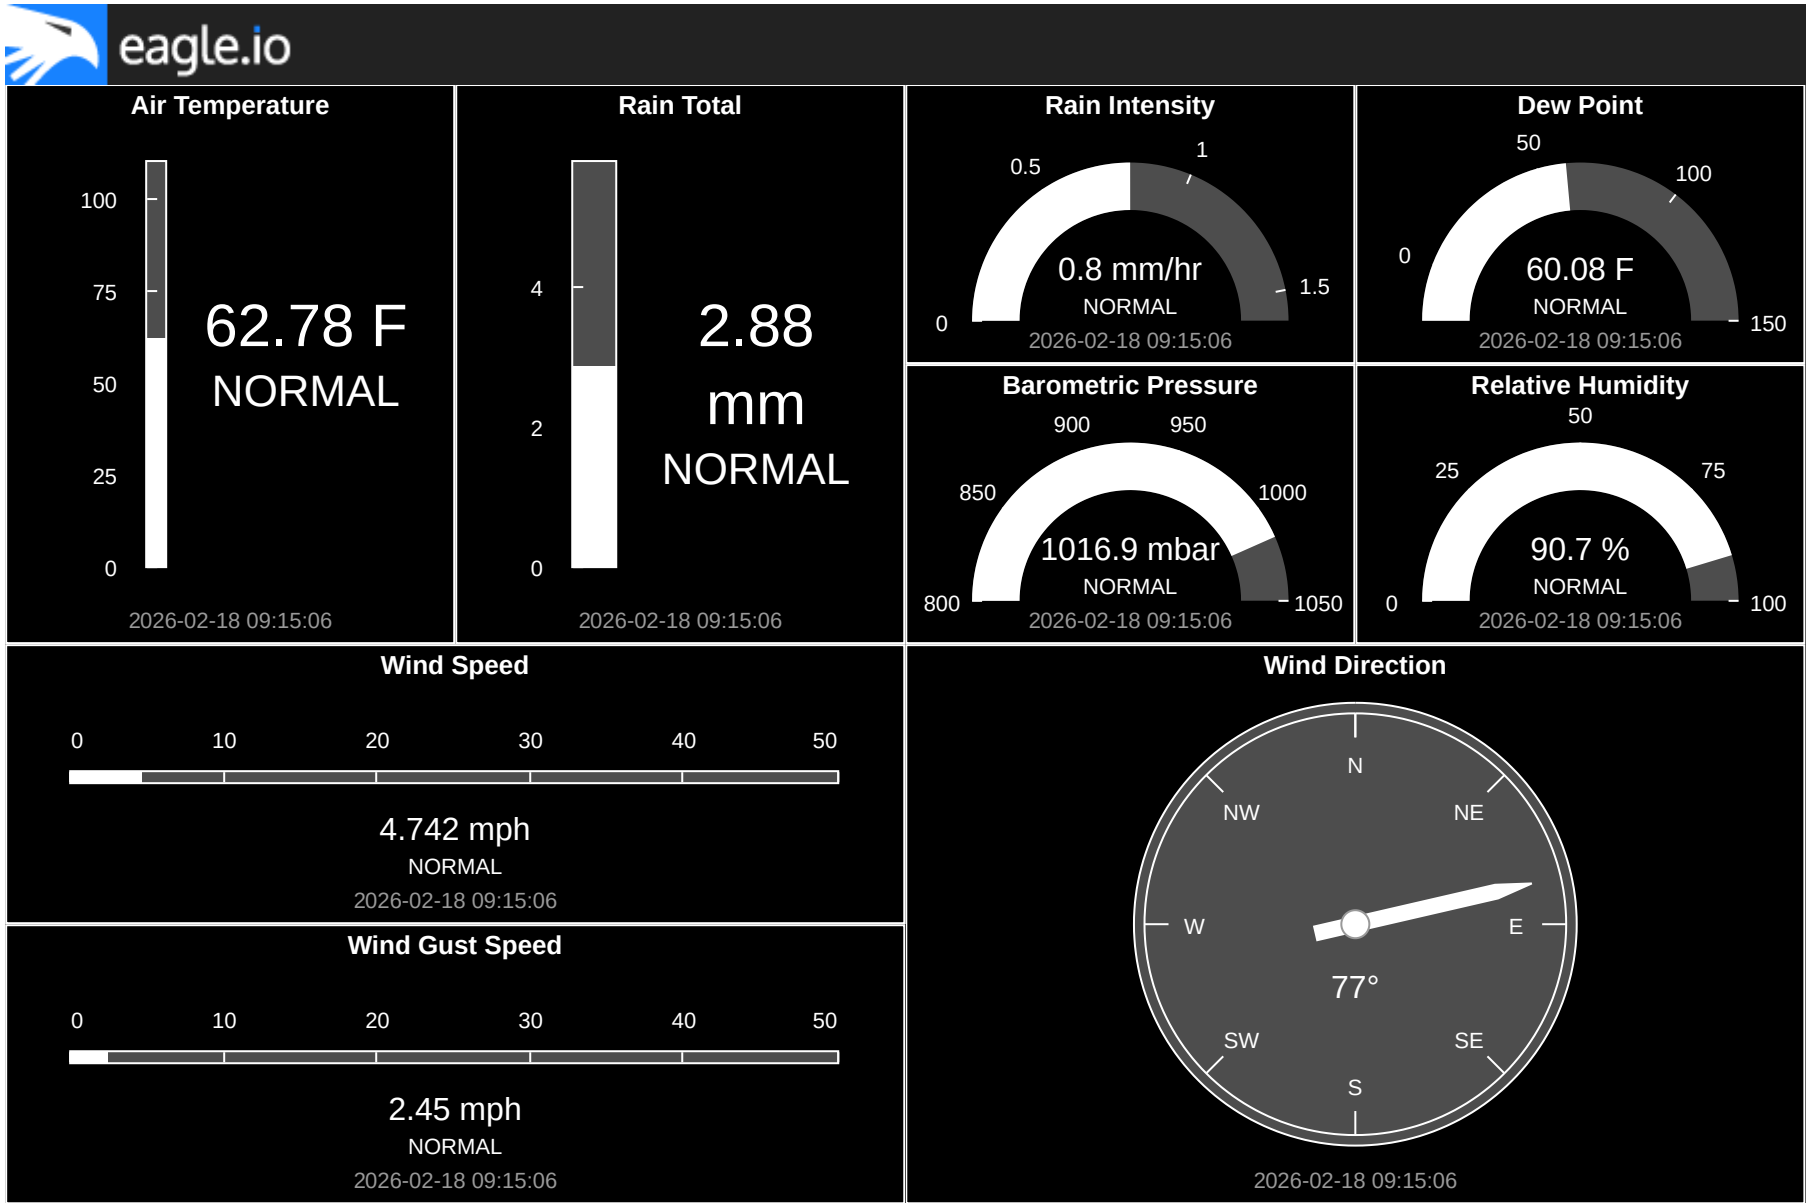 eagle.io
Air Temperature
100
75
50
25
0
62.78 F
NORMAL
2026-02-18 09:15:06
Rain Total
4
2
0
2.88
mm
NORMAL
2026-02-18 09:15:06
Rain Intensity
0
0.5
1
1.5
0.8 mm/hr
NORMAL
2026-02-18 09:15:06
Dew Point
0
50
100
150
60.08 F
NORMAL
2026-02-18 09:15:06
Barometric Pressure
800
850
900
950
1000
1050
1016.9 mbar
NORMAL
2026-02-18 09:15:06
Relative Humidity
0
25
50
75
100
90.7 %
NORMAL
2026-02-18 09:15:06
Wind Speed
0 10 20 30 40 50
4.742 mph
NORMAL
2026-02-18 09:15:06
Wind Gust Speed
0 10 20 30 40 50
2.45 mph
NORMAL
2026-02-18 09:15:06
Wind Direction
N
NW NE
W E
77°
SW SE
S
2026-02-18 09:15:06